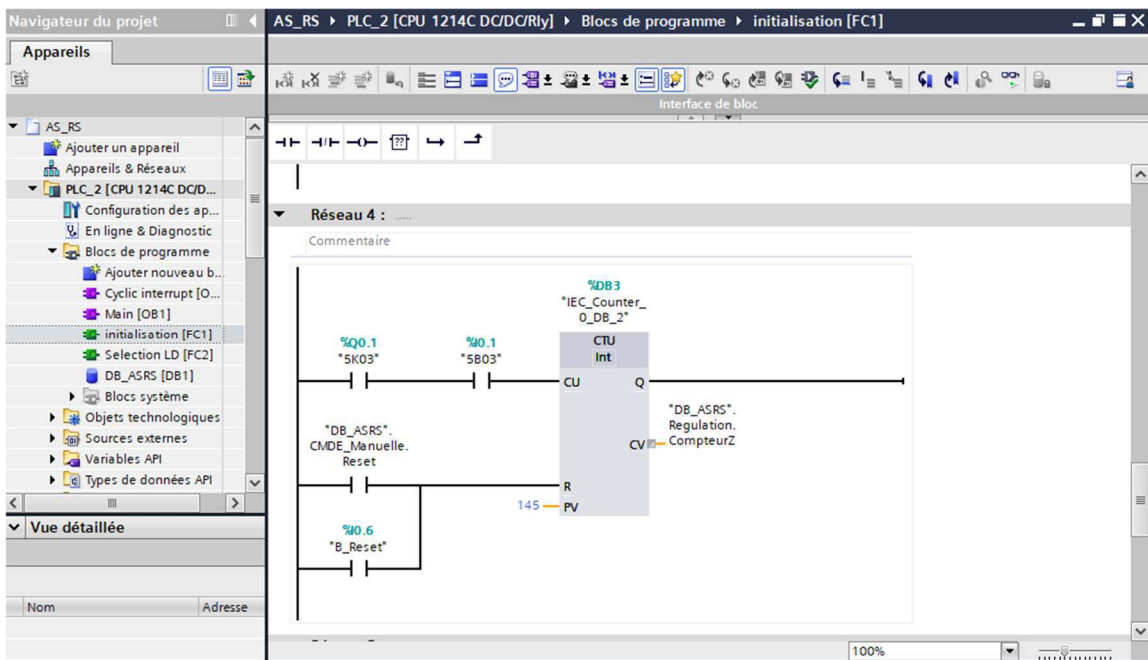 Navigateur du projet
AS_RS ▸ PLC_2 [CPU 1214C DC/DC/Rly] ▸ Blocs de programme ▸ initialisation [FC1]
Appareils
Interface de bloc
AS_RS
Ajouter un appareil
Appareils & Réseaux
PLC_2 [CPU 1214C DC/D...
Configuration des ap...
En ligne & Diagnostic
Blocs de programme
Ajouter nouveau b...
Cyclic interrupt [O...
Main [OB1]
initialisation [FC1]
Selection LD [FC2]
DB_ASRS [DB1]
Blocs système
Objets technologiques
Sources externes
Variables API
Types de données API
Vue détaillée
Nom Adresse
??
Réseau 4 : .....
Commentaire
%DB3
"IEC_Counter_
0_DB_2"
%Q0.1
"5K03"
%I0.1
"5B03"
CTU
Int
CU Q
"DB_ASRS".
Regulation.
CompteurZ
CV
"DB_ASRS".
CMDE_Manuelle.
Reset
R
145 PV
%I0.6
"B_Reset"
100%